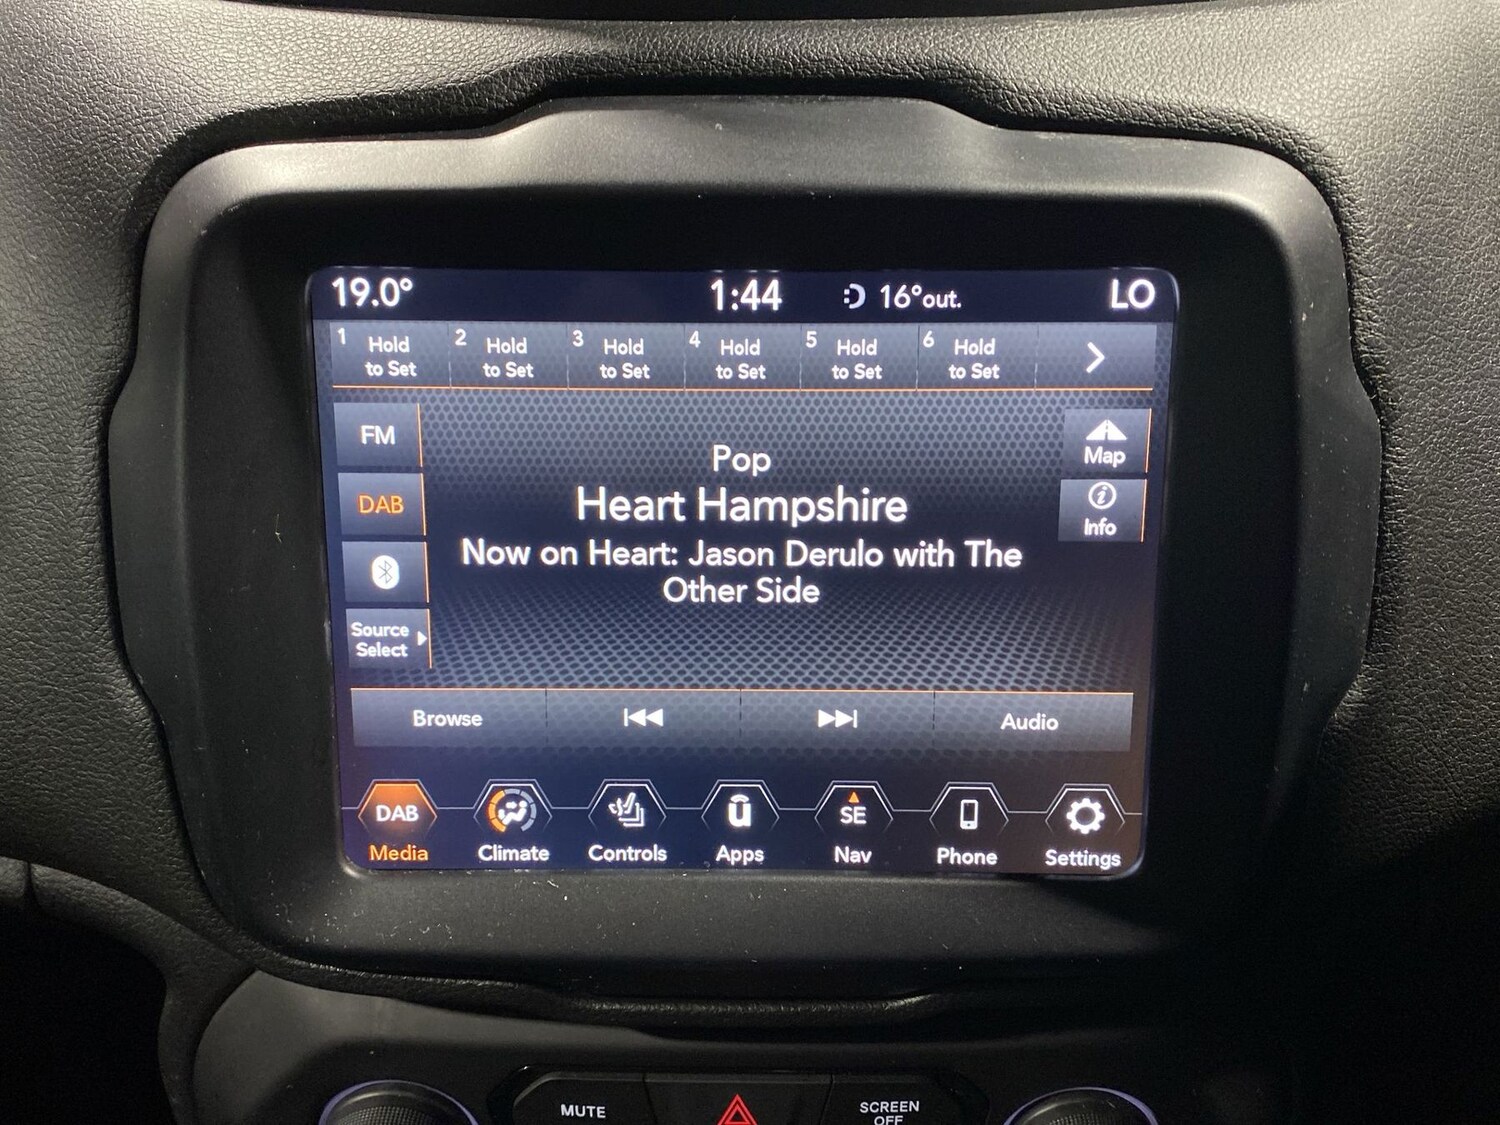 19.0° 1:44 16°out. LO
1 Hold to Set
2 Hold to Set
3 Hold to Set
4 Hold to Set
5 Hold to Set
6 Hold to Set
FM
DAB
Source
Select
Pop
Heart Hampshire
Now on Heart: Jason Derulo with The
Other Side
Map
Info
Browse
Audio
DAB
SE
Media Climate Controls Apps Nav Phone Settings
MUTE
SCREEN
OFF